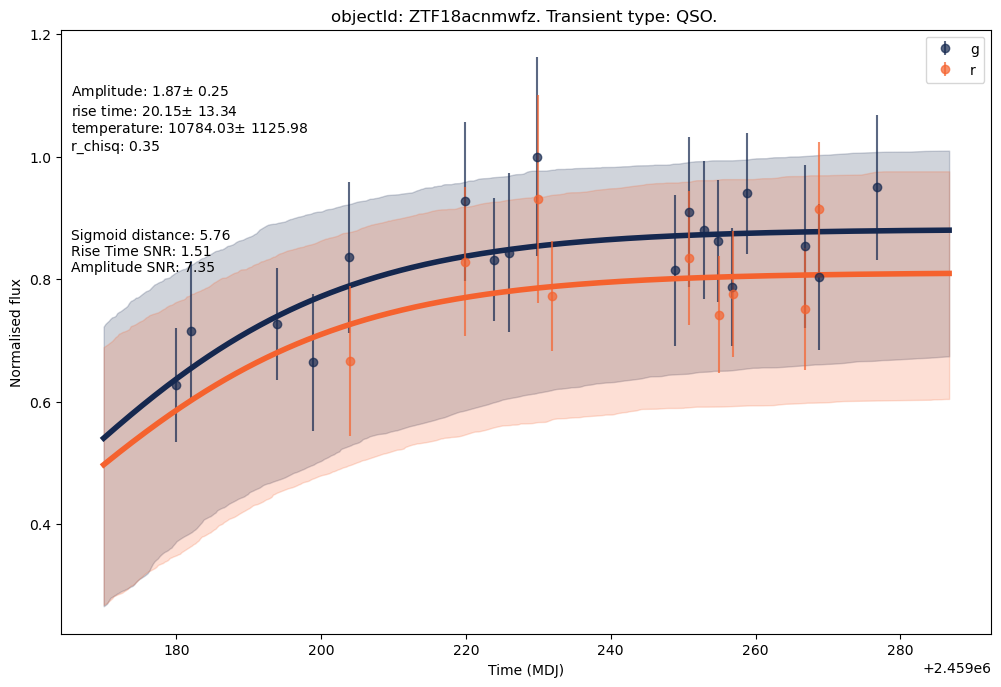 objectId: ZTF18acnmwfz. Transient type: QSO.
g
r
Amplitude: 1.87± 0.25
rise time: 20.15± 13.34
temperature: 10784.03± 1125.98
r_chisq: 0.35
Sigmoid distance: 5.76
Rise Time SNR: 1.51
Amplitude SNR: 7.35
Normalised flux
1.2
1.0
0.8
0.6
0.4
180 200 220 240 260 280
Time (MDJ)
+2.459e6